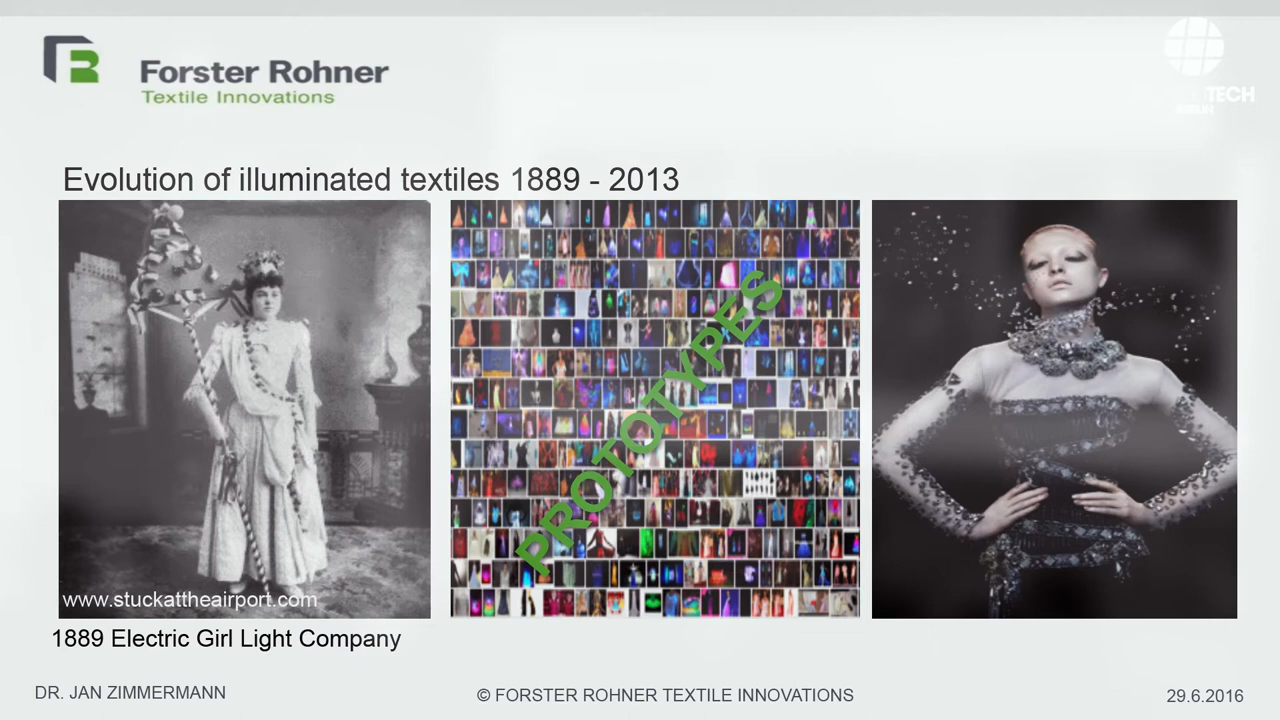 Forster Rohner
Textile Innovations
TECH
Evolution of illuminated textiles 1889 - 2013
PROTOTYPES
www.stuckattheairport.com
1889 Electric Girl Light Company
DR. JAN ZIMMERMANN
© FORSTER ROHNER TEXTILE INNOVATIONS
29.6.2016